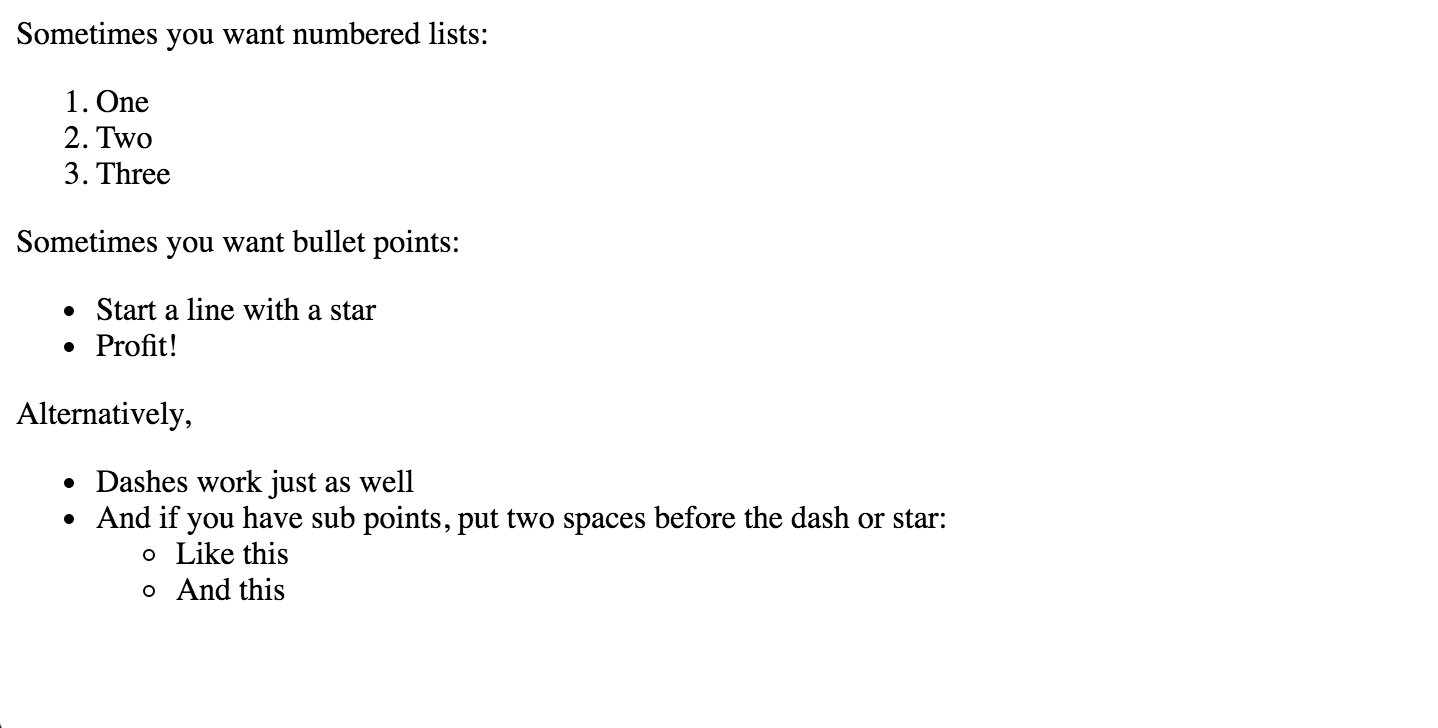 Sometimes you want numbered lists:
1. One
2. Two
3. Three
Sometimes you want bullet points:
• Start a line with a star
• Profit!
Alternatively,
• Dashes work just as well
• And if you have sub points, put two spaces before the dash or star:
◦ Like this
◦ And this